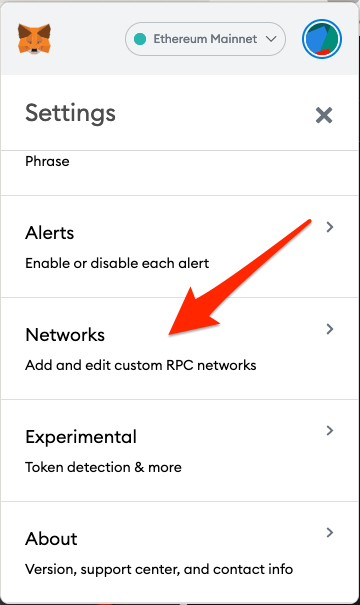 Ethereum Mainnet
Settings
Phrase
Alerts
Enable or disable each alert
Networks
Add and edit custom RPC networks
Experimental
Token detection & more
About
Version, support center, and contact info